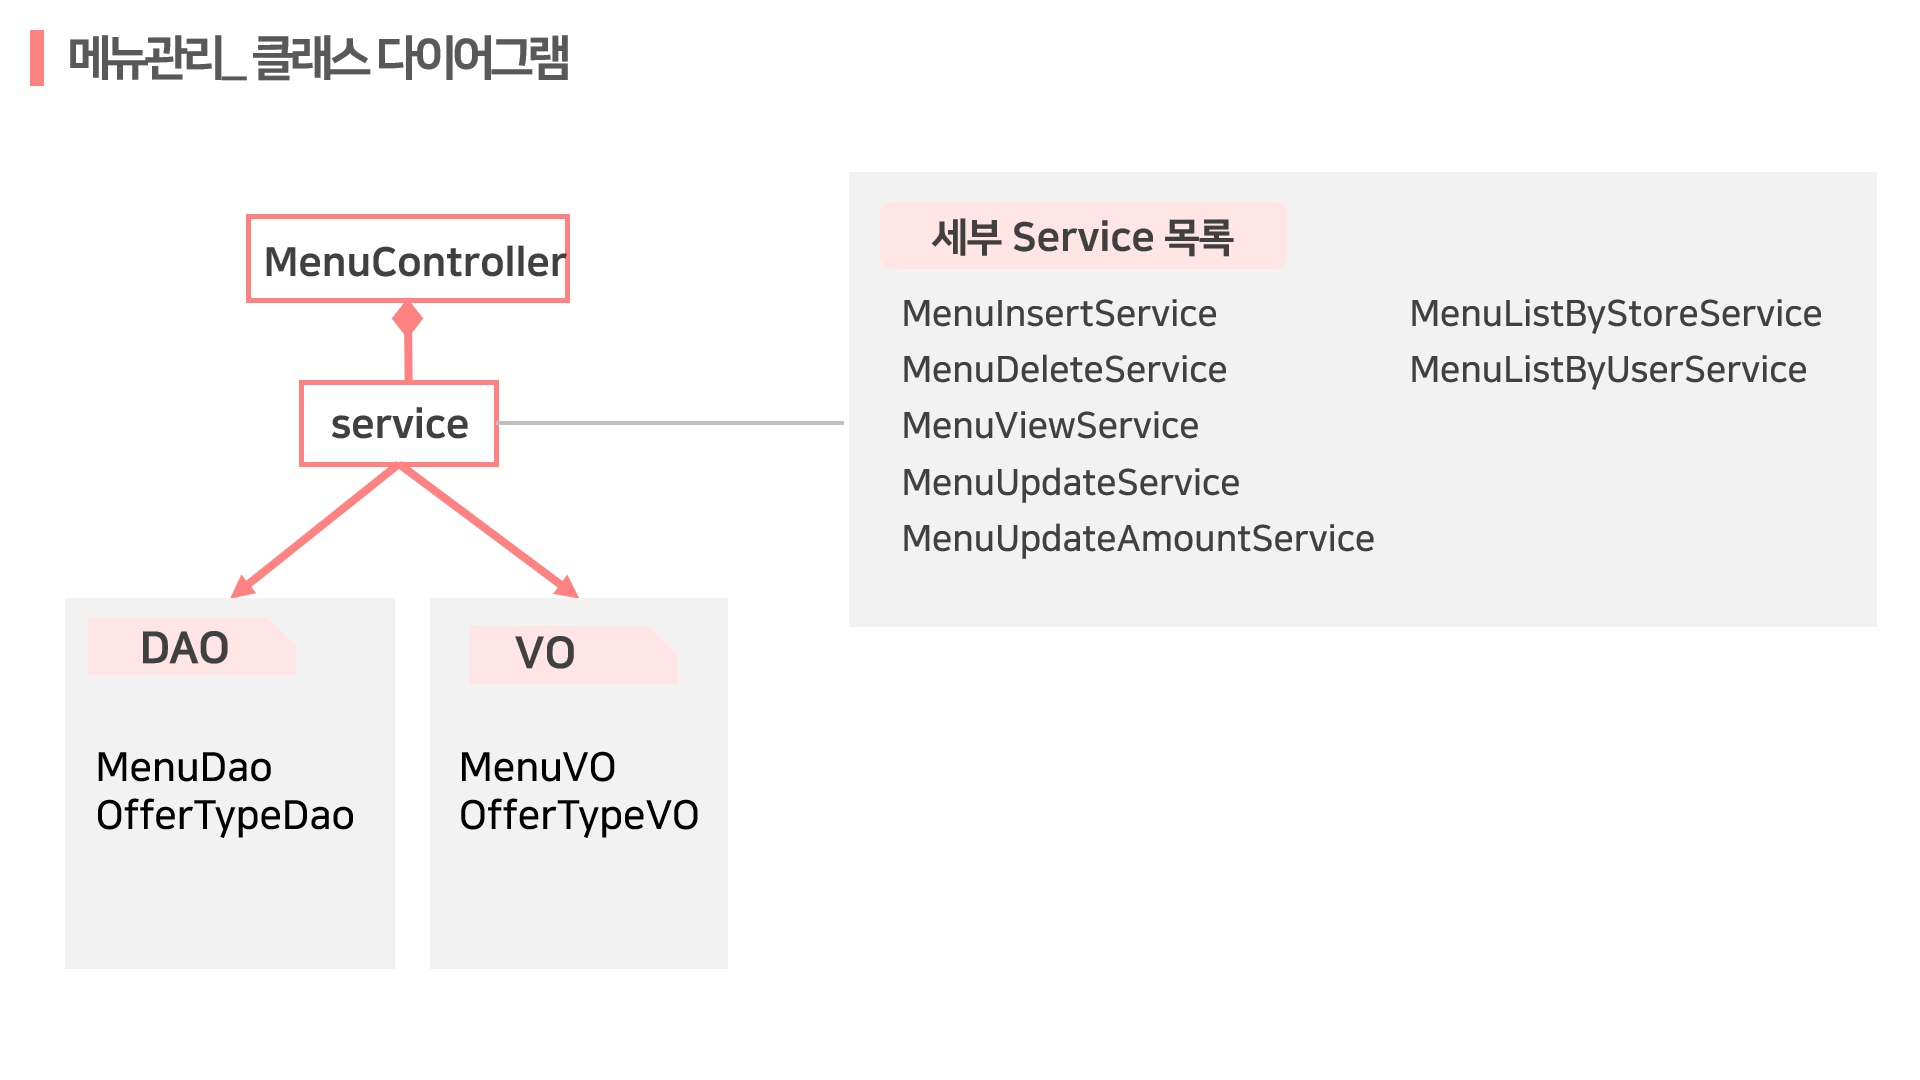 메뉴관리_ 클래스 다이어그램
MenuController
service
세부 Service 목록
MenuInsertService
MenuDeleteService
MenuViewService
MenuUpdateService
MenuUpdateAmountService
MenuListByStoreService
MenuListByUserService
DAO
MenuDao
OfferTypeDao
VO
MenuVO
OfferTypeVO